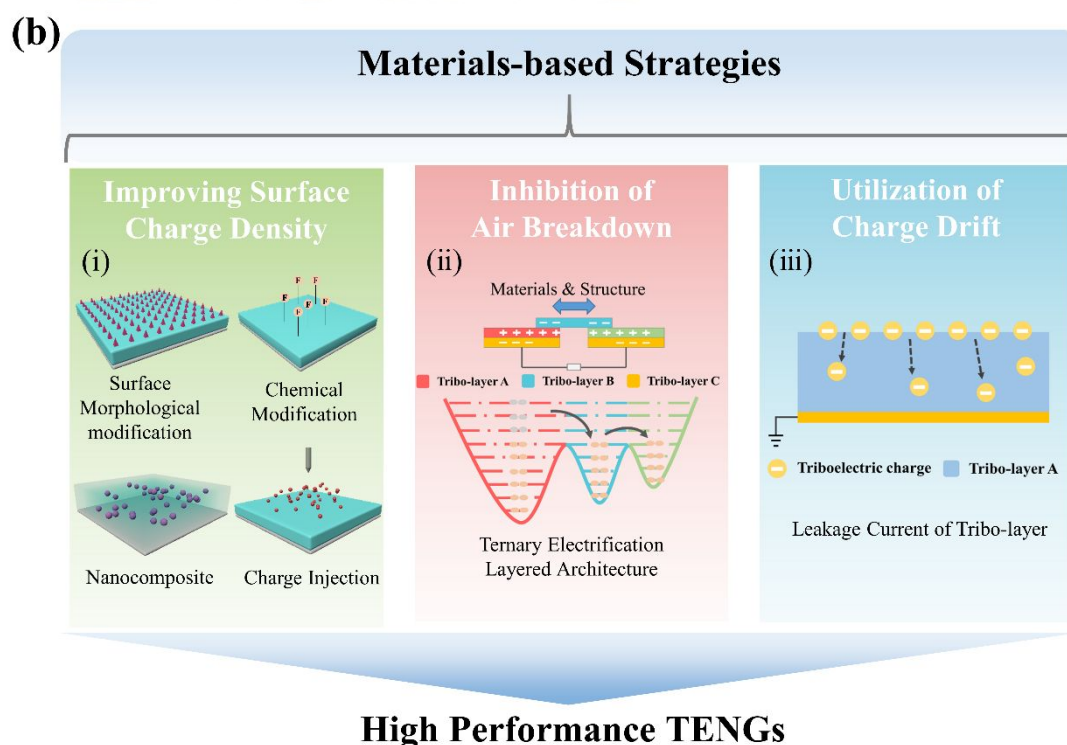 (b)
Materials-based Strategies
Improving Surface
Charge Density
(i)
F F F F F
Surface
Morphological
modification
Chemical
Modification
Nanocomposite
Charge Injection
Inhibition of
Air Breakdown
(ii)
Materials & Structure
Tribo-layer A Tribo-layer B Tribo-layer C
Ternary Electrification
Layered Architecture
Utilization of
Charge Drift
(iii)
Triboelectric charge Tribo-layer A
Leakage Current of Tribo-layer
High Performance TENGs